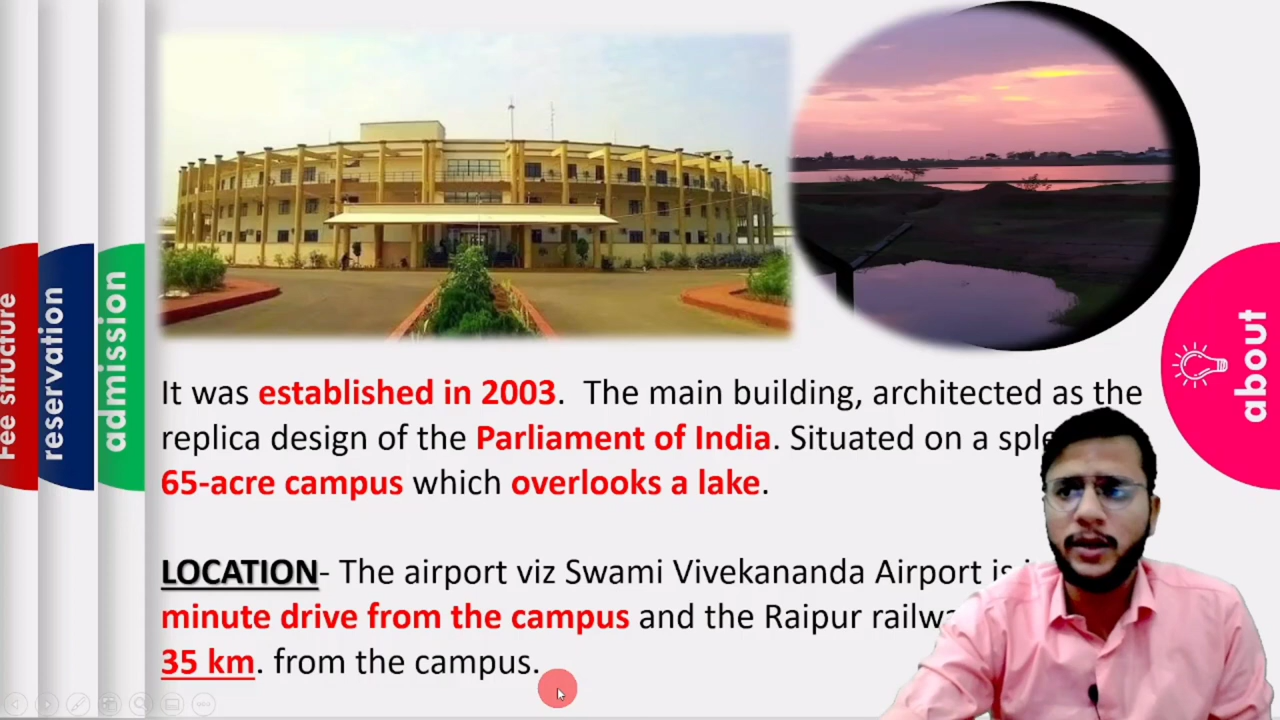 Fee structure
reservation
admission
about
It was established in 2003. The main building, architected as the
replica design of the Parliament of India. Situated on a
65-acre campus which overlooks a lake.
LOCATION- The airport viz Swami Vivekananda Airport is
minute drive from the campus and the Raipur
35 km. from the campus.